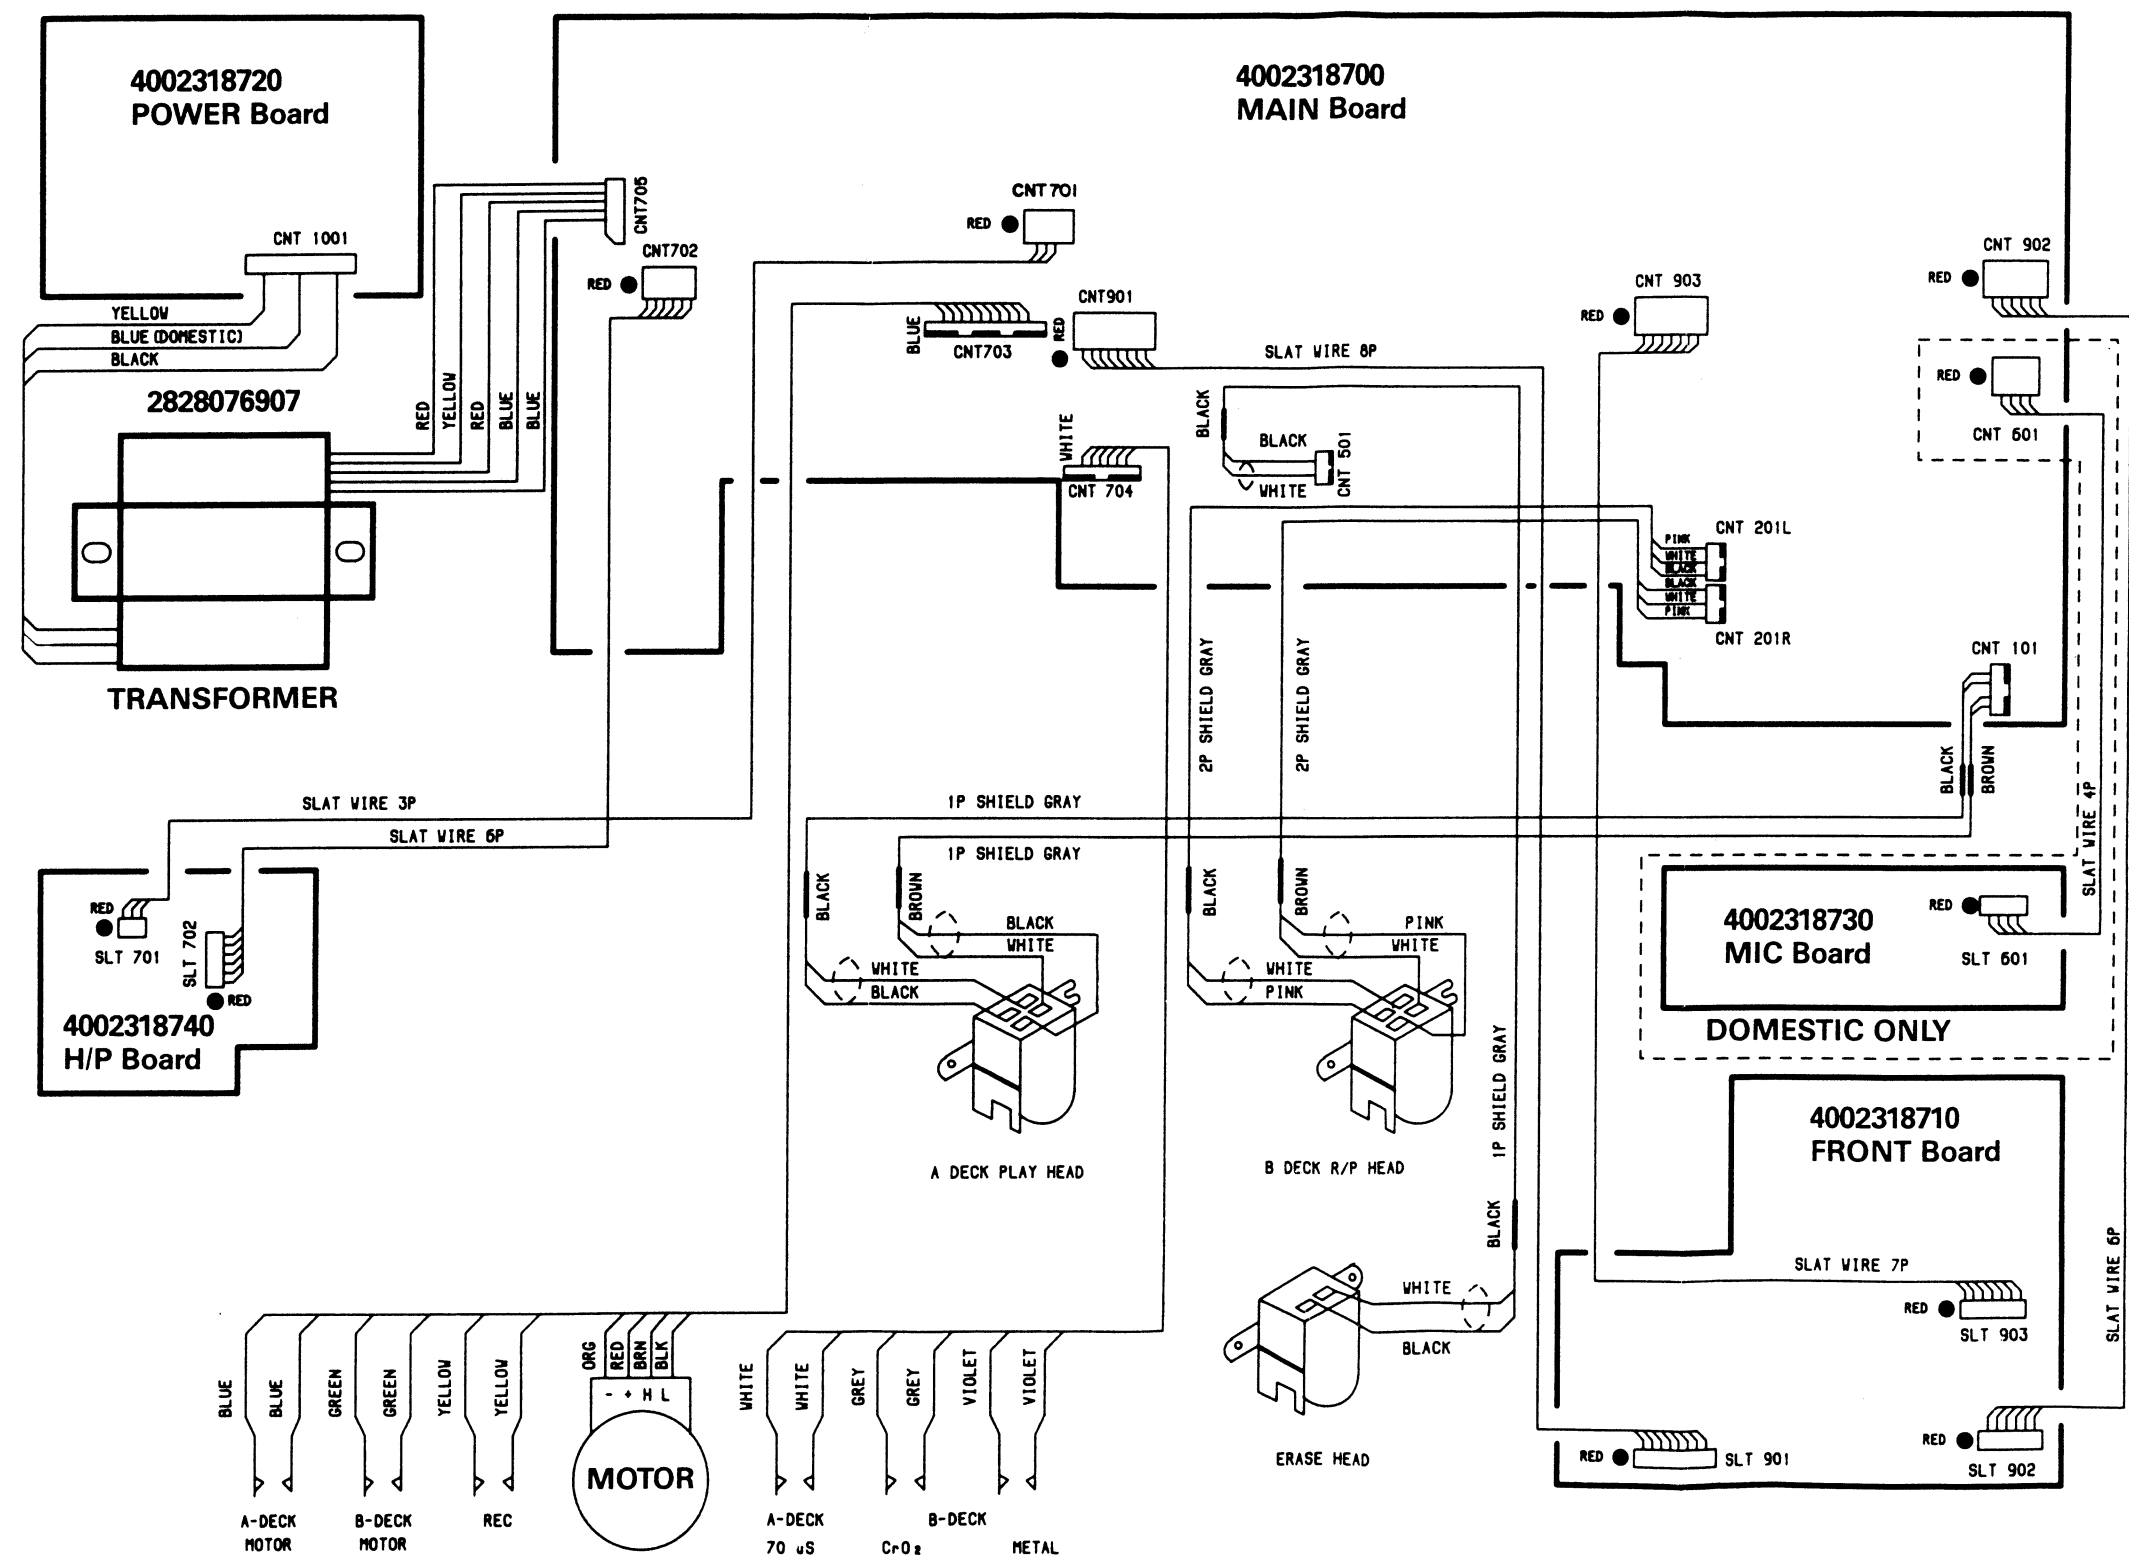 4002318720
POWER Board
4002318700
MAIN Board
CNT 1001
YELLOW
BLUE (DOMESTIC)
BLACK
2828076907
TRANSFORMER
RED
YELLOW
RED
BLUE
BLUE
CNT705
CNT702
RED
CNT701
RED
BLUE
CNT703
CNT901
RED
SLAT WIRE 8P
WHITE
CNT 704
BLACK
BLACK
WHITE
CNT 501
CNT 903
RED
CNT 902
RED
RED
CNT 601
PINK
WHITE
BLACK
BLACK
WHITE
PINK
CNT 201L
CNT 201R
CNT 101
BLACK
BROWN
SLAT WIRE 4P
2P SHIELD GRAY
2P SHIELD GRAY
SLAT WIRE 3P
SLAT WIRE 6P
1P SHIELD GRAY
1P SHIELD GRAY
RED
SLT 701
SLT 702
RED
4002318740
H/P Board
BLACK
BROWN
BLACK
WHITE
WHITE
BLACK
A DECK PLAY HEAD
BLACK
BROWN
PINK
WHITE
WHITE
PINK
B DECK R/P HEAD
1P SHIELD GRAY
BLACK
WHITE
BLACK
ERASE HEAD
4002318730
MIC Board
RED
SLT 601
DOMESTIC ONLY
4002318710
FRONT Board
SLAT WIRE 7P
RED
SLT 903
SLAT WIRE 6P
RED
SLT 901
RED
SLT 902
BLUE
BLUE
GREEN
GREEN
YELLOW
YELLOW
ORG
RED
BRN
BLK
- + H L
MOTOR
WHITE
WHITE
GREY
GREY
VIOLET
VIOLET
A-DECK
MOTOR
B-DECK
MOTOR
REC
A-DECK
70 uS
B-DECK
CrO2
METAL